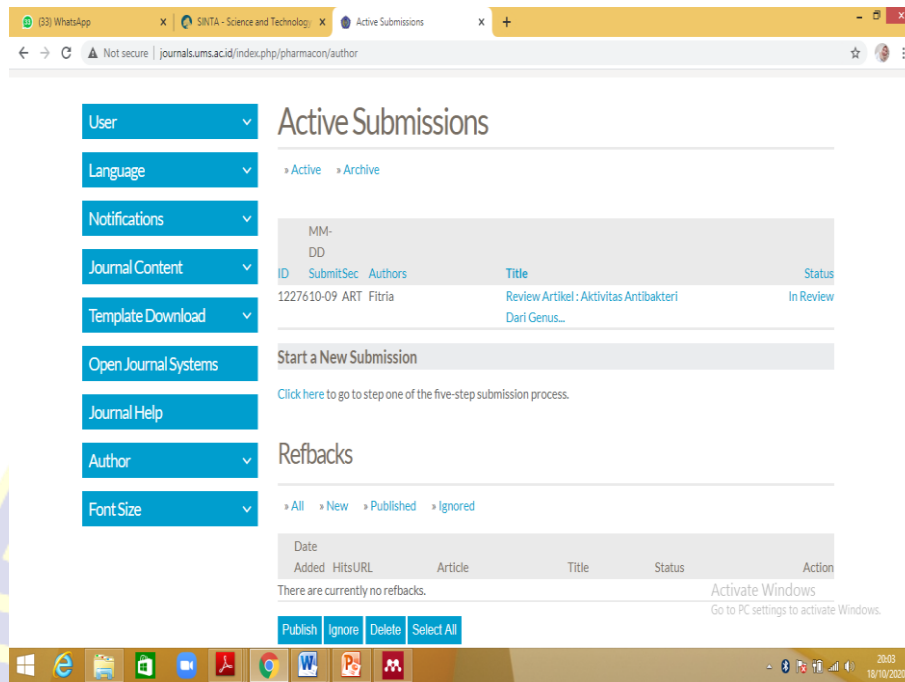 (33) WhatsApp
SINTA - Science and Technology
Active Submissions
Not secure | journals.ums.ac.id/index.php/pharmacon/author
User
Language
Notifications
Journal Content
Template Download
Open Journal Systems
Journal Help
Author
Font Size
Active Submissions
» Active » Archive
MM-
DD
ID SubmitSec Authors Title Status
1227610-09 ART Fitria Review Artikel : Aktivitas Antibakteri In Review
Dari Genus...
Start a New Submission
Click here to go to step one of the five-step submission process.
Refbacks
» All » New » Published » Ignored
Date
Added HitsURL Article Title Status Action
There are currently no refbacks.
Publish Ignore Delete Select All
Activate Windows
Go to PC settings to activate Windows.
20:03
18/10/2020